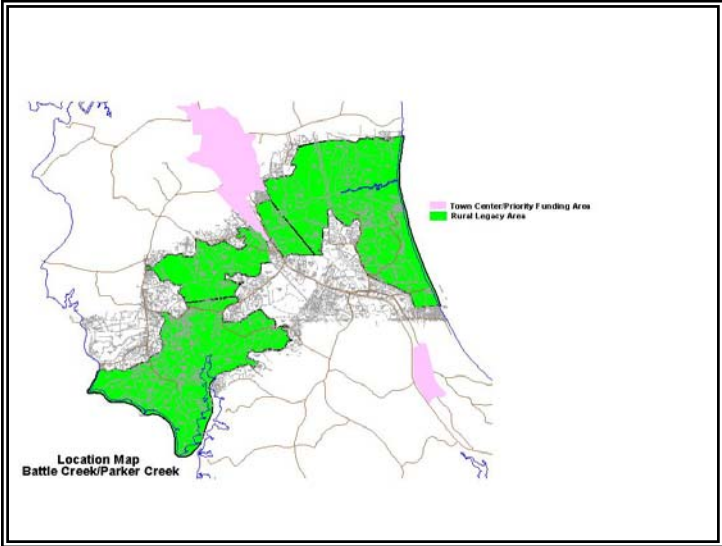 Town Center/Priority Funding Area
Rural Legacy Area
Location Map
Battle Creek/Parker Creek